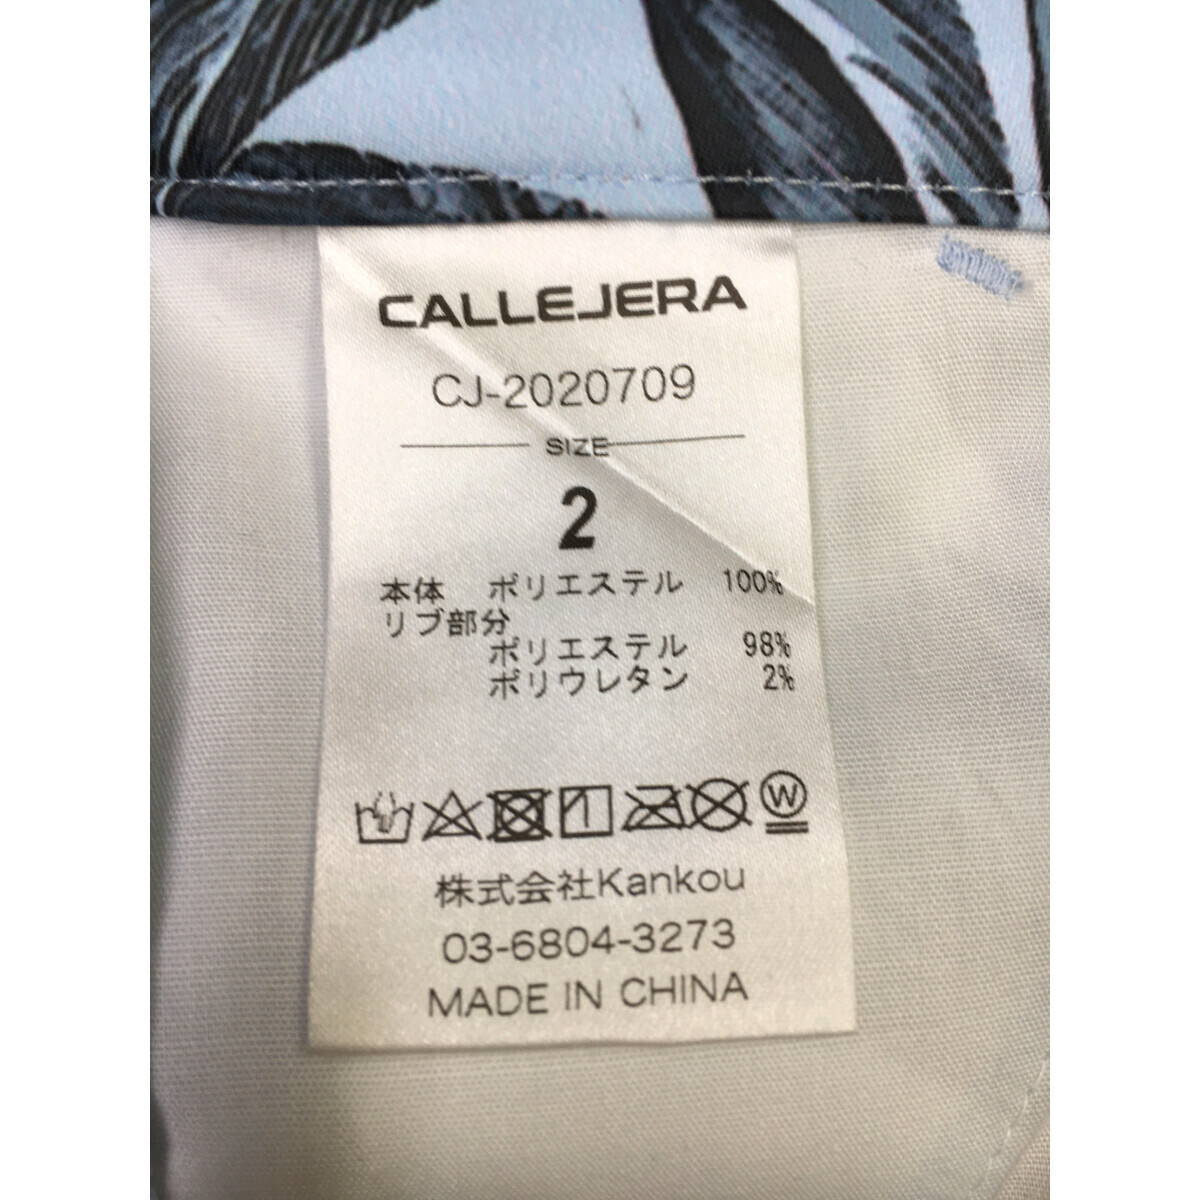 CALLEJERA
CJ-2020709
SIZE
2
本体 ポリエステル 100%
リブ部分
ポリエステル 98%
ポリウレタン 2%
W
株式会社Kankou
03-6804-3273
MADE IN CHINA